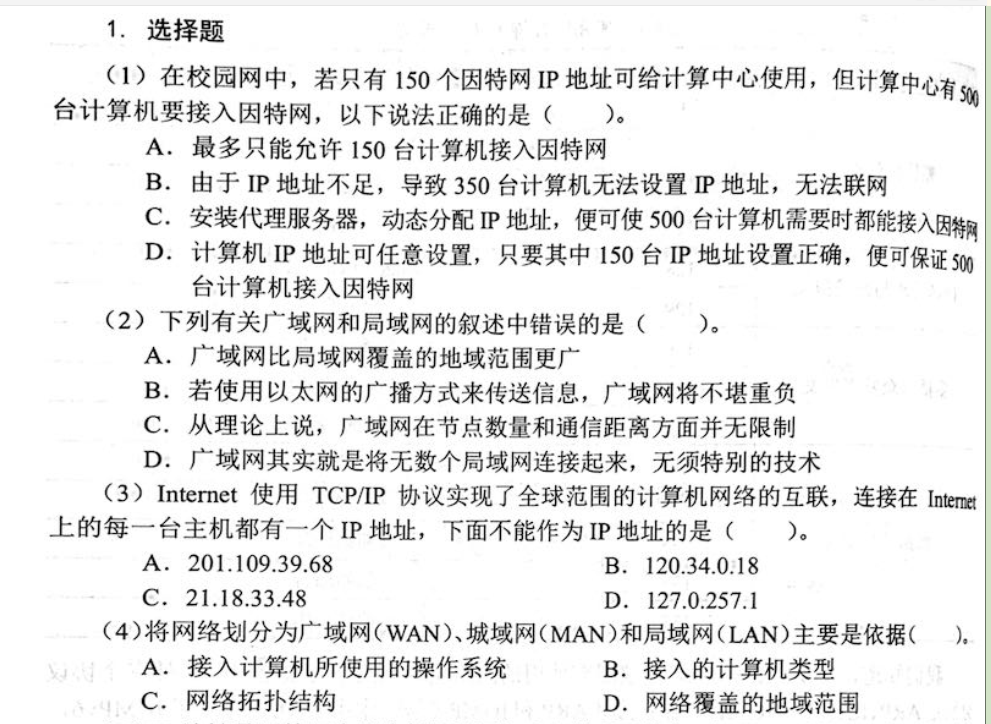 1. 选择题
（1）在校园网中，若只有 150 个因特网 IP 地址可给计算中心使用，但计算中心有 500
台计算机要接入因特网，以下说法正确的是（　　）。
A．最多只能允许 150 台计算机接入因特网
B．由于 IP 地址不足，导致 350 台计算机无法设置 IP 地址，无法联网
C．安装代理服务器，动态分配 IP 地址，便可使 500 台计算机需要时都能接入因特网
D．计算机 IP 地址可任意设置，只要其中 150 台 IP 地址设置正确，便可保证 500
台计算机接入因特网
（2）下列有关广域网和局域网的叙述中错误的是（　　）。
A．广域网比局域网覆盖的地域范围更广
B．若使用以太网的广播方式来传送信息，广域网将不堪重负
C．从理论上说，广域网在节点数量和通信距离方面并无限制
D．广域网其实就是将无数个局域网连接起来，无须特别的技术
（3）Internet 使用 TCP/IP 协议实现了全球范围的计算机网络的互联，连接在 Internet
上的每一台主机都有一个 IP 地址，下面不能作为 IP 地址的是（　　）。
A．201.109.39.68　　B．120.34.0.18
C．21.18.33.48　　D．127.0.257.1
（4）将网络划分为广域网（WAN）、城域网（MAN）和局域网（LAN）主要是依据（　　）。
A．接入计算机所使用的操作系统　　B．接入的计算机类型
C．网络拓扑结构　　D．网络覆盖的地域范围